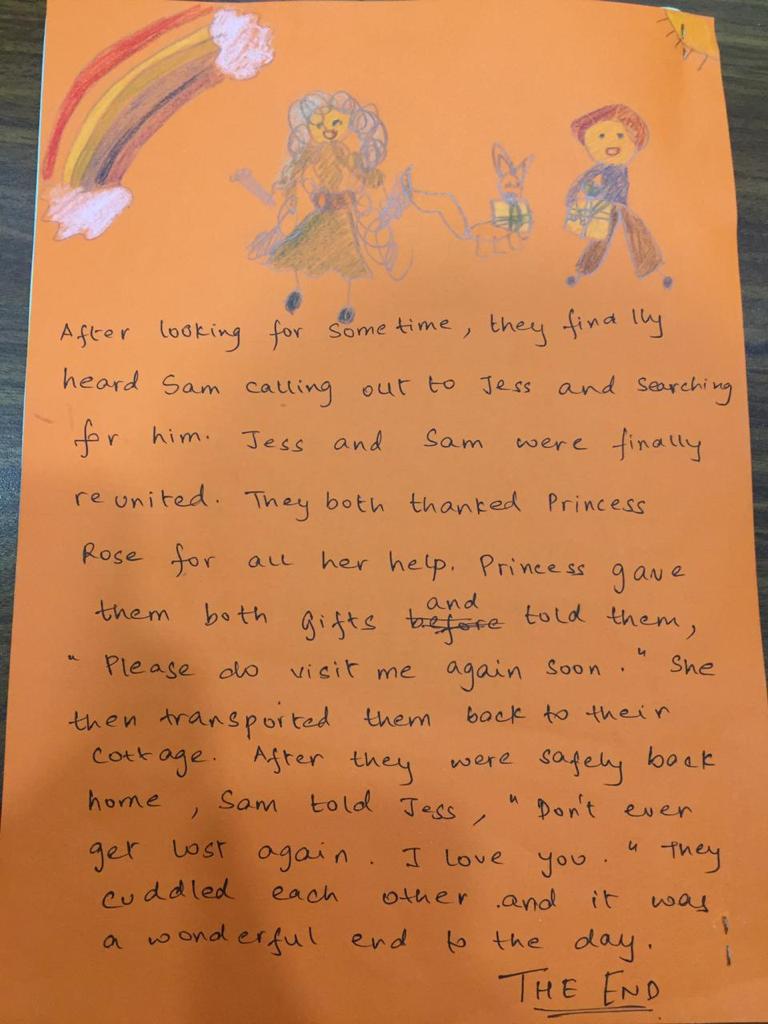 After looking for some time, they finally
heard Sam calling out to Jess and searching
for him. Jess and Sam were finally
reunited. They both thanked Princess
Rose for all her help. Princess gave
them both gifts before and told them,
"Please do visit me again soon." She
then transported them back to their
cottage. After they were safely back
home, Sam told Jess, "Don't ever
get lost again. I love you." They
cuddled each other and it was
a wonderful end to the day.
THE END